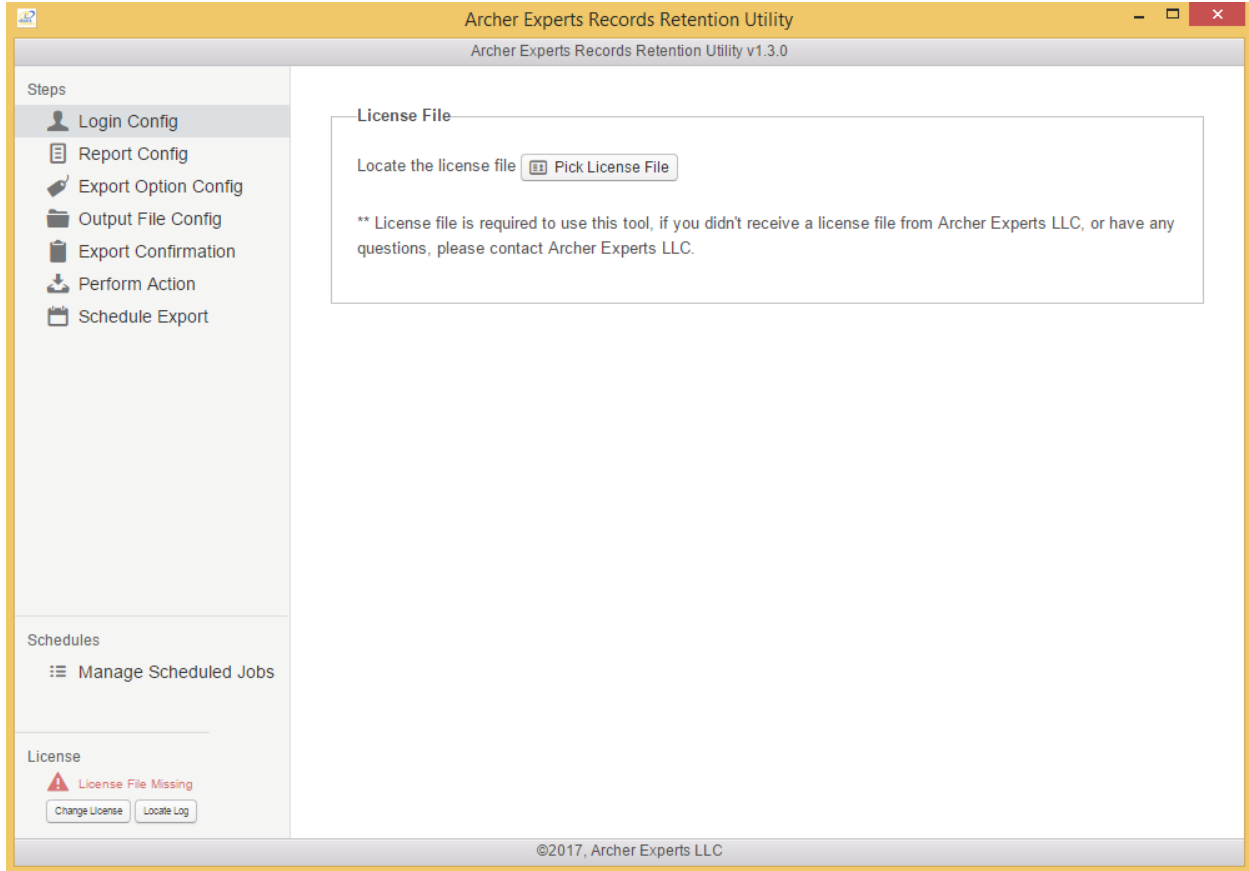 Archer Experts Records Retention Utility
Archer Experts Records Retention Utility v1.3.0
Steps
Login Config
Report Config
Export Option Config
Output File Config
Export Confirmation
Perform Action
Schedule Export
License File
Locate the license file Pick License File
** License file is required to use this tool, if you didn't receive a license file from Archer Experts LLC, or have any
questions, please contact Archer Experts LLC.
Schedules
Manage Scheduled Jobs
License
License File Missing
Change License Locate Log
©2017, Archer Experts LLC